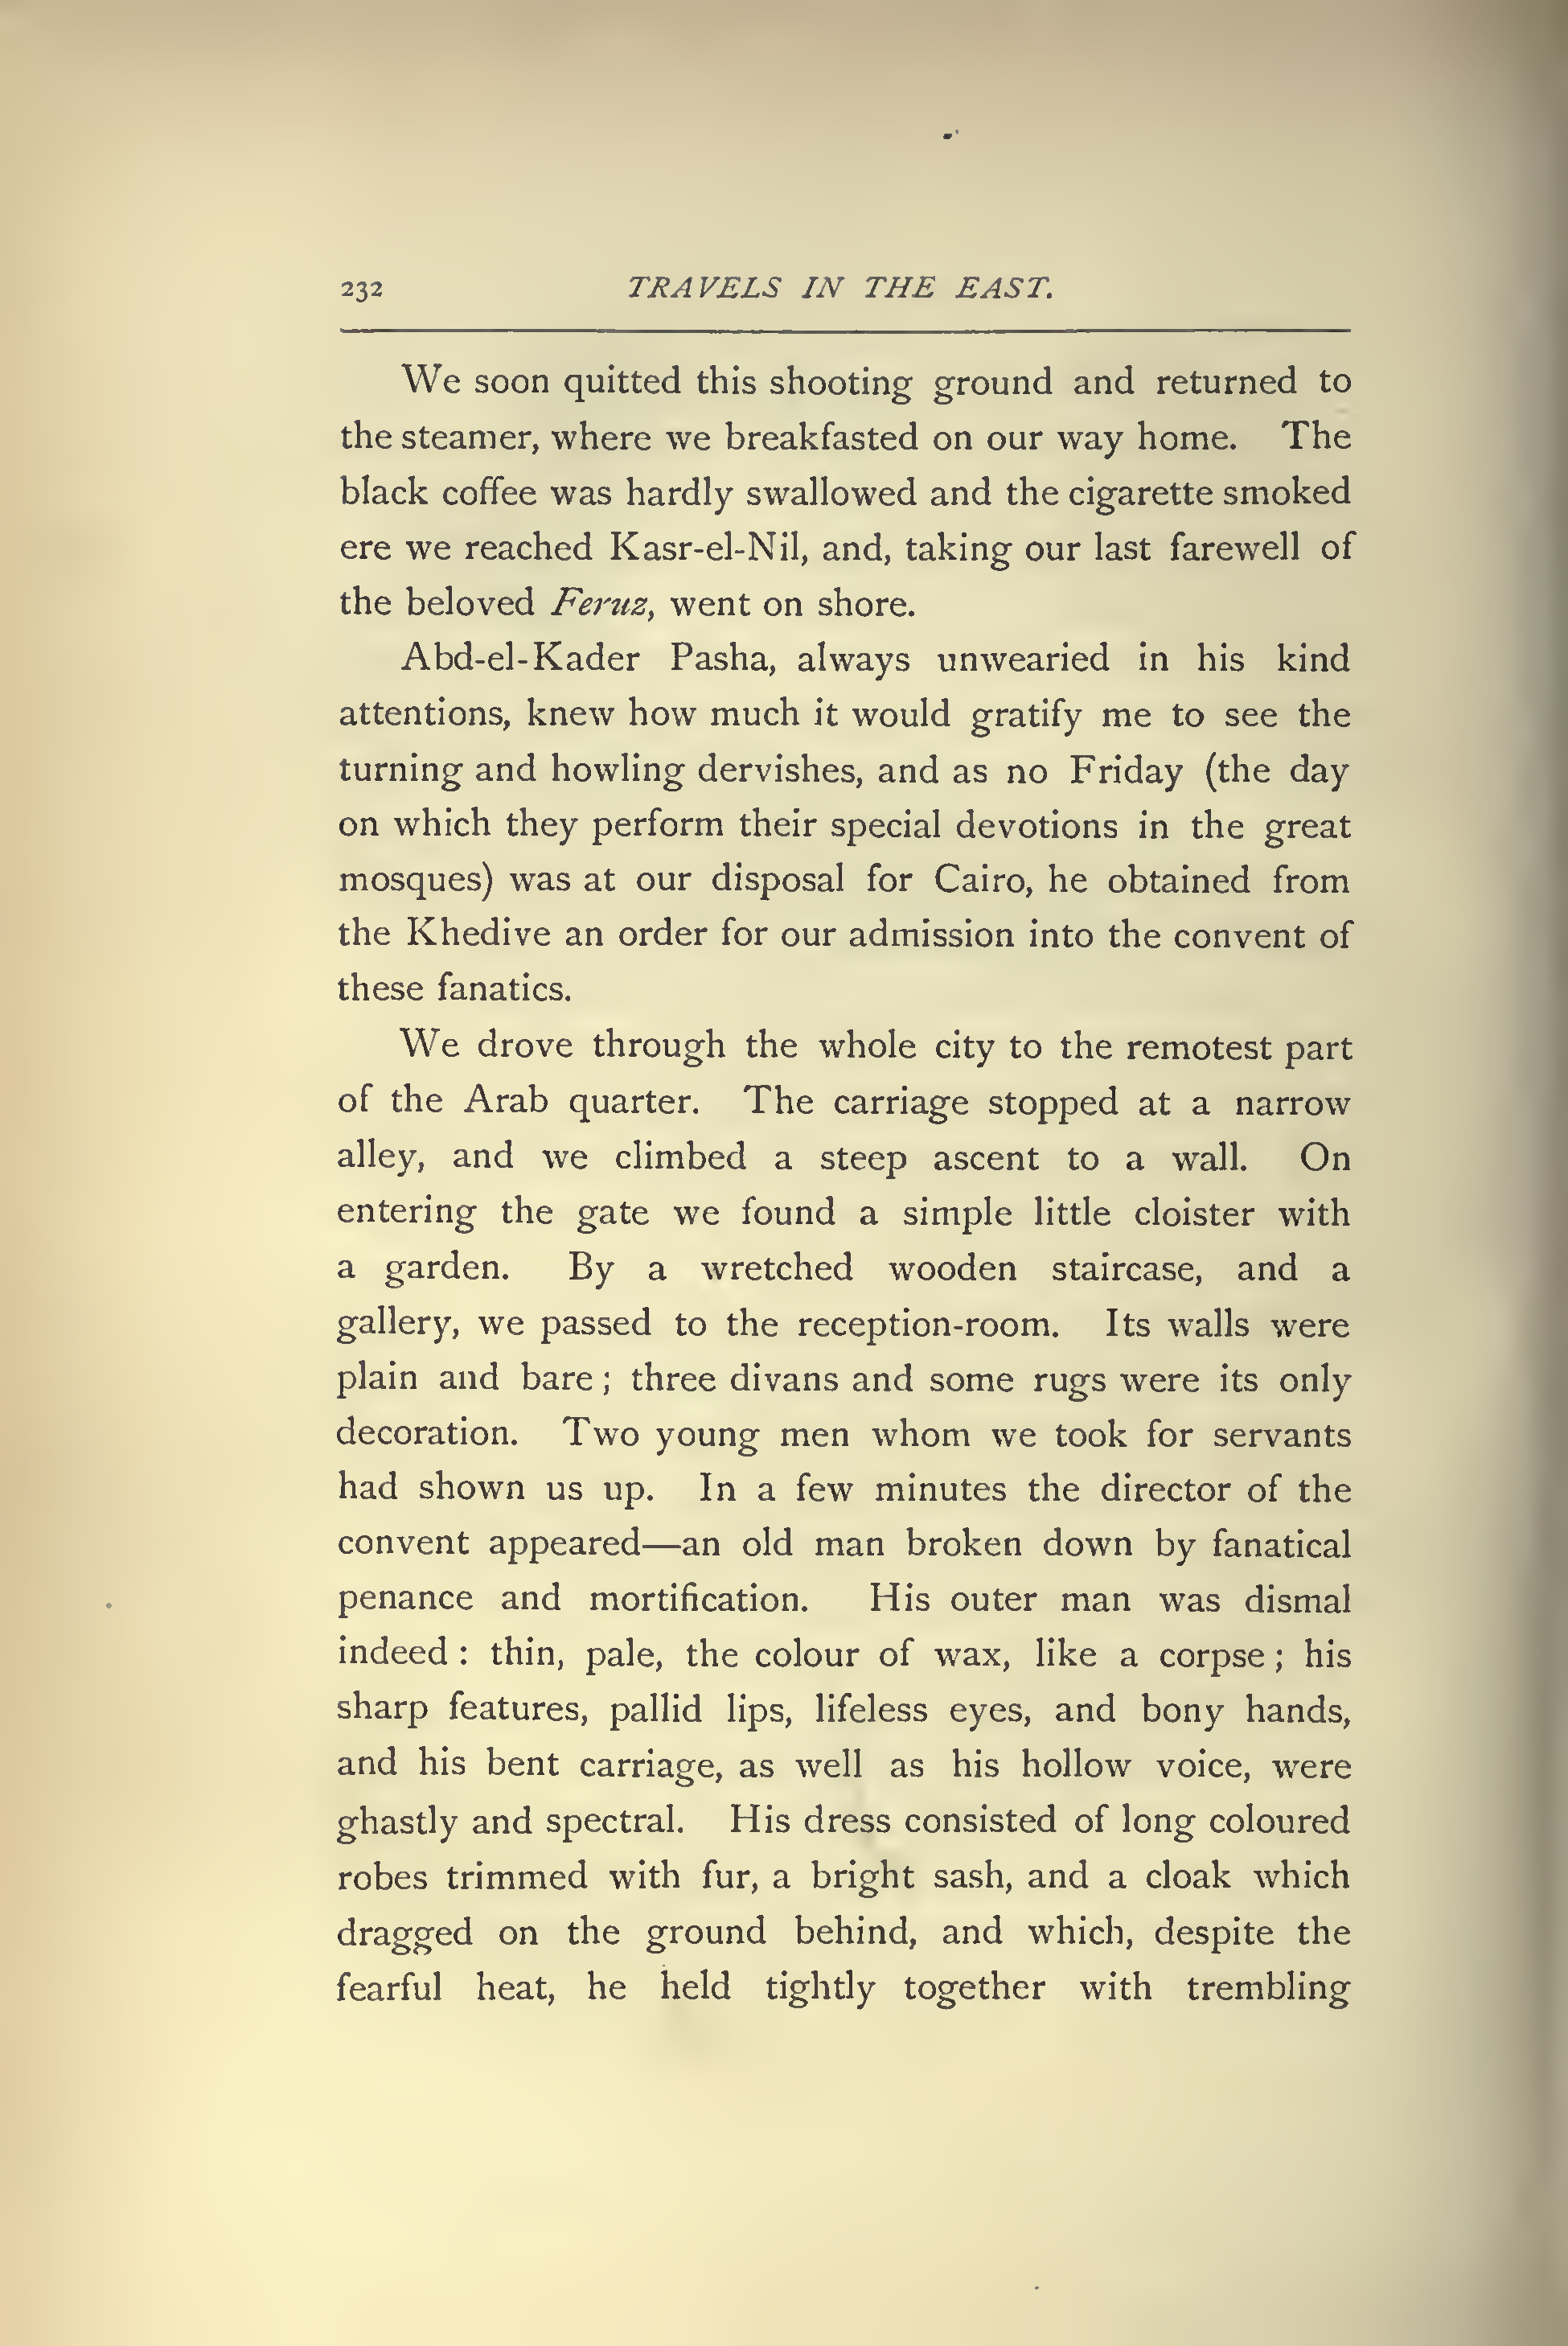 232 TRAVELS IN THE EAST.
We soon quitted this shooting ground and returned to
the steamer, where we breakfasted on our way home. The
black coffee was hardly swallowed and the cigarette smoked
ere we reached Kasr-el-Nil, and, taking our last farewell of
the beloved Feruz, went on shore.
Abd-el-Kader Pasha, always unwearied in his kind
attentions, knew how much it would gratify me to see the
turning and howling dervishes, and as no Friday (the day
on which they perform their special devotions in the great
mosques) was at our disposal for Cairo, he obtained from
the Khedive an order for our admission into the convent of
these fanatics.
We drove through the whole city to the remotest part
of the Arab quarter. The carriage stopped at a narrow
alley, and we climbed a steep ascent to a wall. On
entering the gate we found a simple little cloister with
a garden. By a wretched wooden staircase, and a
gallery, we passed to the reception-room. Its walls were
plain and bare ; three divans and some rugs were its only
decoration. Two young men whom we took for servants
had shown us up. In a few minutes the director of the
convent appeared—an old man broken down by fanatical
penance and mortification. His outer man was dismal
indeed : thin, pale, the colour of wax, like a corpse ; his
sharp features, pallid lips, lifeless eyes, and bony hands,
and his bent carriage, as well as his hollow voice, were
ghastly and spectral. His dress consisted of long coloured
robes trimmed with fur, a bright sash, and a cloak which
dragged on the ground behind, and which, despite the
fearful heat, he held tightly together with trembling